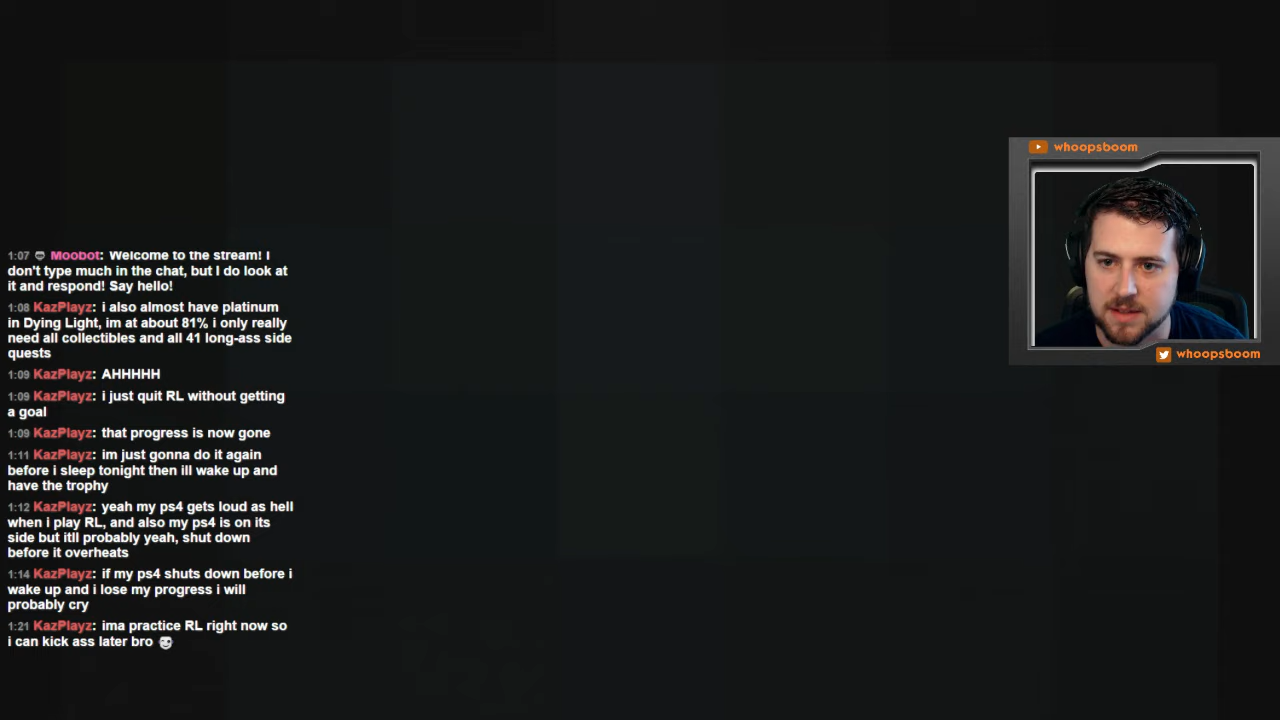 whoopsboom
1:07 Moobot: Welcome to the stream! I
don't type much in the chat, but I do look at
it and respond! Say hello!
1:08 KazPlayz: i also almost have platinum
in Dying Light, im at about 81% i only really
need all collectibles and all 41 long-ass side
quests
1:09 KazPlayz: AHHHHH
1:09 KazPlayz: i just quit RL without getting
a goal
1:09 KazPlayz: that progress is now gone
1:11 KazPlayz: im just gonna do it again
before i sleep tonight then ill wake up and
have the trophy
1:12 KazPlayz: yeah my ps4 gets loud as hell
when i play RL, and also my ps4 is on its
side but itll probably yeah, shut down
before it overheats
1:14 KazPlayz: if my ps4 shuts down before i
wake up and i lose my progress i will
probably cry
1:21 KazPlayz: ima practice RL right now so
i can kick ass later bro
whoopsboom